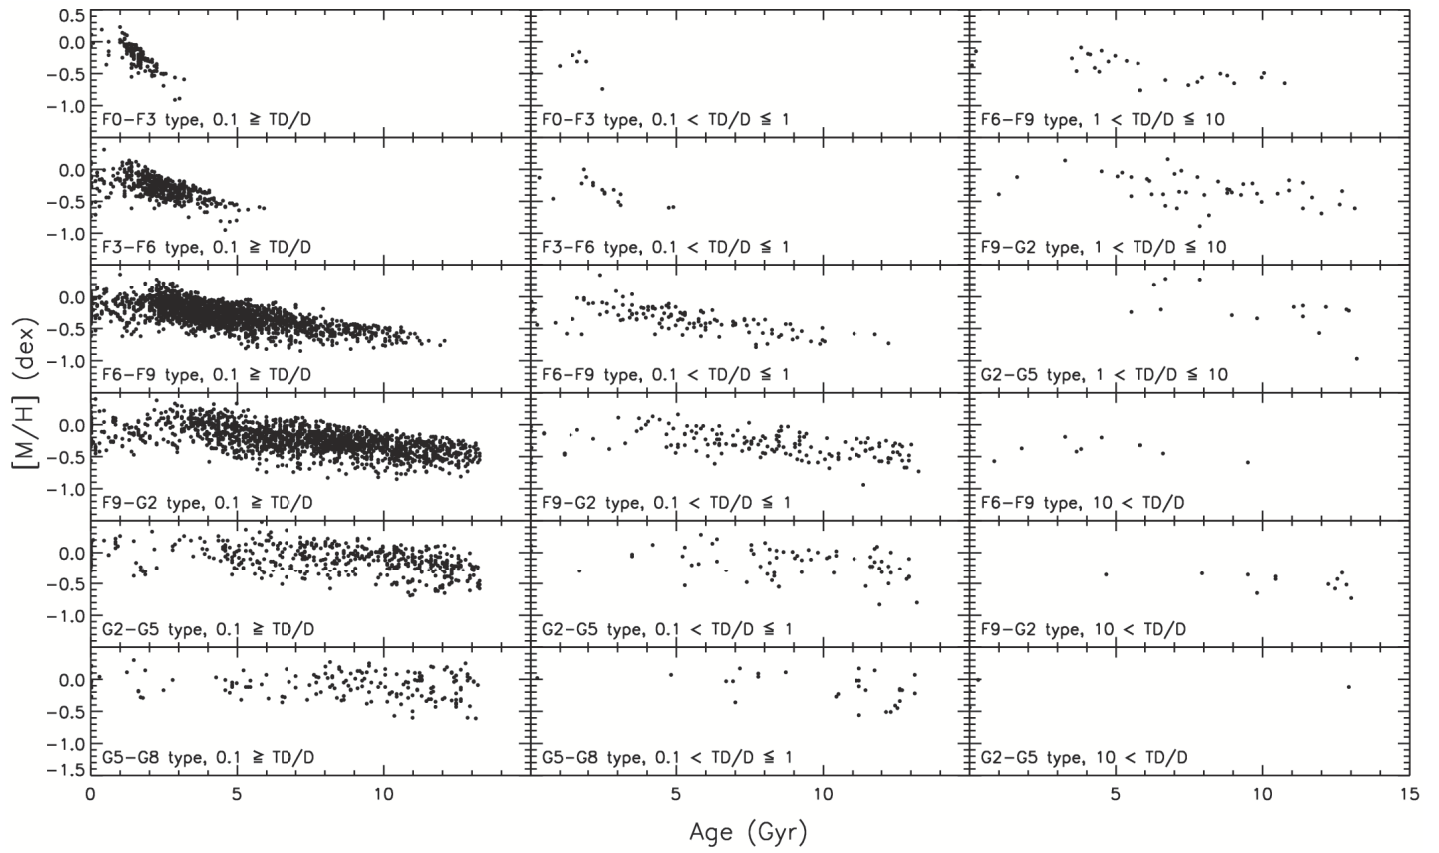 0.5
0.0
−0.5
−1.0
F0−F3 type, 0.1 ≧ TD/D
F0−F3 type, 0.1 < TD/D ≦ 1
F6−F9 type, 1 < TD/D ≦ 10
0.0
−0.5
−1.0
F3−F6 type, 0.1 ≧ TD/D
F3−F6 type, 0.1 < TD/D ≦ 1
F9−G2 type, 1 < TD/D ≦ 10
0.0
−0.5
−1.0
F6−F9 type, 0.1 ≧ TD/D
F6−F9 type, 0.1 < TD/D ≦ 1
G2−G5 type, 1 < TD/D ≦ 10
[M/H] (dex)
0.0
−0.5
−1.0
F9−G2 type, 0.1 ≧ TD/D
F9−G2 type, 0.1 < TD/D ≦ 1
F6−F9 type, 10 < TD/D
0.0
−0.5
−1.0
G2−G5 type, 0.1 ≧ TD/D
G2−G5 type, 0.1 < TD/D ≦ 1
F9−G2 type, 10 < TD/D
0.0
−0.5
−1.0
−1.5
G5−G8 type, 0.1 ≧ TD/D
G5−G8 type, 0.1 < TD/D ≦ 1
G2−G5 type, 10 < TD/D
0 5 10 5 10 5 10 15
Age (Gyr)